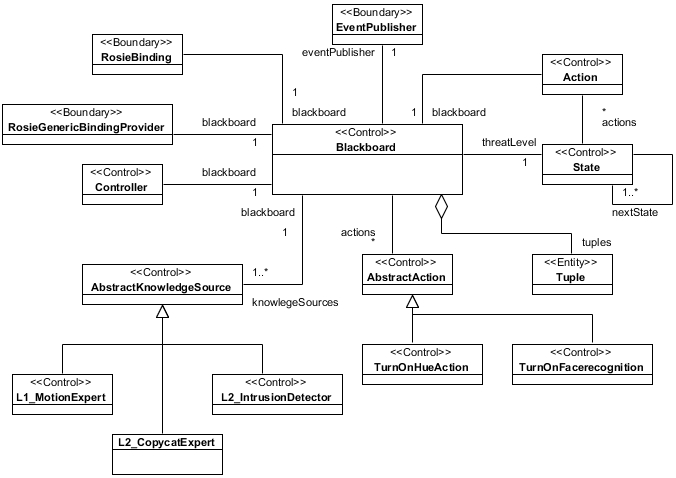 <<Boundary>>
EventPublisher
eventPublisher
1
<<Boundary>>
RosieBinding
1
blackboard
<<Control>>
Action
1
blackboard
*
actions
<<Boundary>>
RosieGenericBindingProvider
blackboard
1
<<Control>>
Blackboard
threatLevel
1
<<Control>>
State
1..*
nextState
<<Control>>
Controller
blackboard
1
blackboard
1
actions
*
tuples
<<Control>>
AbstractKnowledgeSource
1..*
knowlegeSources
<<Control>>
AbstractAction
<<Entity>>
Tuple
<<Control>>
TurnOnHueAction
<<Control>>
TurnOnFacerecognition
<<Control>>
L1_MotionExpert
<<Control>>
L2_IntrusionDetector
L2_CopycatExpert